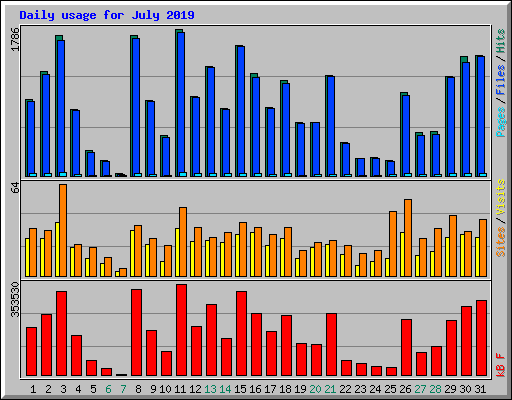 Daily usage for July 2019
1786
Pages / Files / Hits
64
Sites / Visits
353530
kB F
1 2 3 4 5 6 7 8 9 10 11 12 13 14 15 16 17 18 19 20 21 22 23 24 25 26 27 28 29 30 31